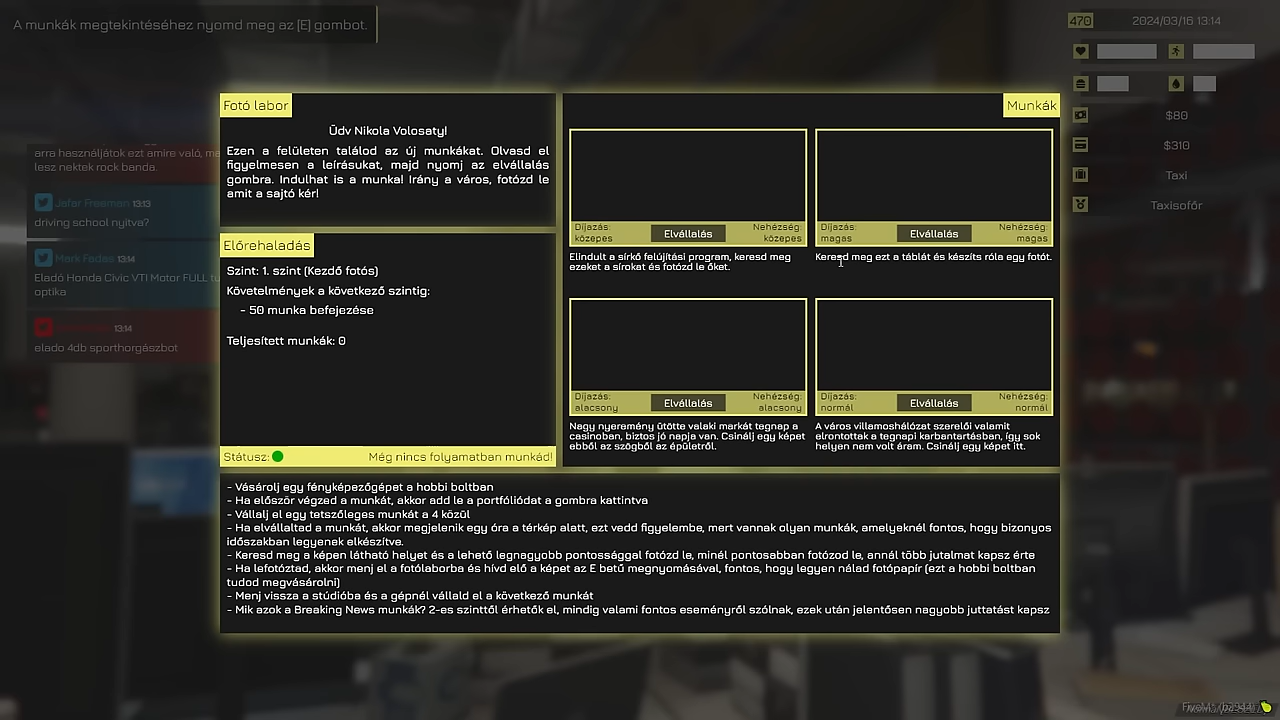 A munkák megtekintéséhez nyomd meg az [E] gombot.
470
2024/03/16 13:14
$80
$310
Taxi
Taxisofőr
arra használjátok ezt amire való, ma
lesz nektek rock banda.
Jafar Freeman 13:13
driving school nyitva?
Mark Fadas 13:14
Eladó Honda Civic VTI Motor FULL tu
optika
13:14
elado 4db sporthorgészbot
Fotó labor
Üdv Nikola Volosaty!
Ezen a felületen találod az új munkákat. Olvasd el
figyelmesen a leírásukat, majd nyomj az elvállalás
gombra. Indulhat is a munka! Irány a város, fotózd le
amit a sajtó kér!
Előrehaladás
Szint: 1. szint (Kezdő fotós)
Követelmények a következő szintig:
- 50 munka befejezése
Teljesített munkák: 0
Státusz:
Még nincs folyamatban munkád!
Munkák
Díjazás:
közepes
Elvállalás
Nehézség:
közepes
Elindult a sírkő felújítási program, keresd meg
ezeket a sírokat és fotózd le őket.
Díjazás:
magas
Elvállalás
Nehézség:
magas
Keresd meg ezt a táblát és készíts róla egy fotót.
Díjazás:
alacsony
Elvállalás
Nehézség:
alacsony
Nagy nyeremény ütötte valaki markát tegnap a
casinoban, biztos jó napja van. Csinálj egy képet
ebből az szögből az épületről.
Díjazás:
normál
Elvállalás
Nehézség:
normál
A város villamoshálózat szerelői valamit
elrontottak a tegnapi karbantartásban, így sok
helyen nem volt áram. Csinálj egy képet itt.
- Vásárolj egy fényképezőgépet a hobbi boltban
- Ha először végzed a munkát, akkor add le a portfóliódat a gombra kattintva
- Vállalj el egy tetszőleges munkát a 4 közül
- Ha elvállaltad a munkát, akkor megjelenik egy óra a térkép alatt, ezt vedd figyelembe, mert vannak olyan munkák, amelyeknél fontos, hogy bizonyos
időszakban legyenek elkészítve.
- Keresd meg a képen látható helyet és a lehető legnagyobb pontossággal fotózd le, minél pontosabban fotózod le, annál több jutalmat kapsz érte
- Ha lefotóztad, akkor menj el a fotólaborba és hívd elő a képet az E betű megnyomásával, fontos, hogy legyen nálad fotópapír (ezt a hobbi boltban
tudod megvásárolni)
- Menj vissza a stúdióba és a gépnél vállald el a következő munkát
- Mik azok a Breaking News munkák? 2-es szinttől érhetők el, mindig valami fontos eseményről szólnak, ezek után jelentősen nagyobb juttatást kapsz